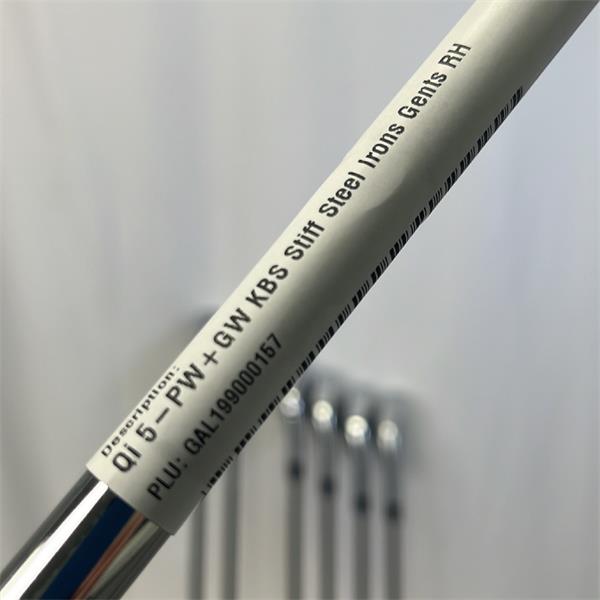 Description:
Qi 5-PW+GW KBS Stiff Steel Irons Gents RH
PLU: GAL199000157